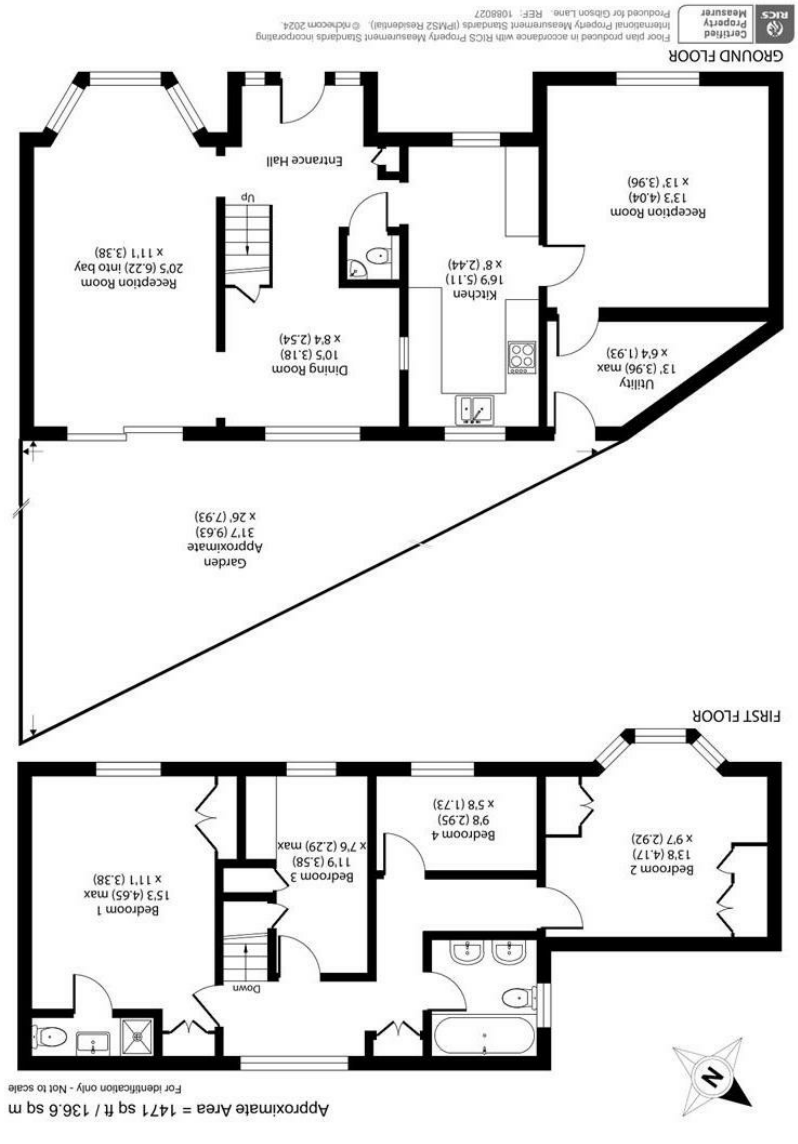 Approximate Area = 1471 sq ft / 136.6 sq m
For identification only - Not to scale
N
Down
Bedroom 1
15'3 (4.65) max
x 11'1 (3.38)
Bedroom 3
11'9 (3.58)
x 7'6 (2.29) max
Bedroom 4
9'8 (2.95)
x 5'8 (1.73)
Bedroom 2
13'8 (4.17)
x 9'7 (2.92)
FIRST FLOOR
Garden
Approximate
31'7 (9.63)
x 26' (7.93)
Utility
13' (3.96) max
x 6'4 (1.93)
Dining Room
10'5 (3.18)
x 8'4 (2.54)
Kitchen
16'9 (5.11)
x 8' (2.44)
Reception Room
20'5 (6.22) into bay
x 11'1 (3.38)
Reception Room
13'3 (4.04)
x 13' (3.96)
Up
Entrance Hall
GROUND FLOOR
RICS
Certified
Property
Measurer
Floor plan produced in accordance with RICS Property Measurement Standards incorporating
International Property Measurement Standards (IPMS2 Residential). © nichecom 2024.
Produced for Gibson Lane. REF: 1088027